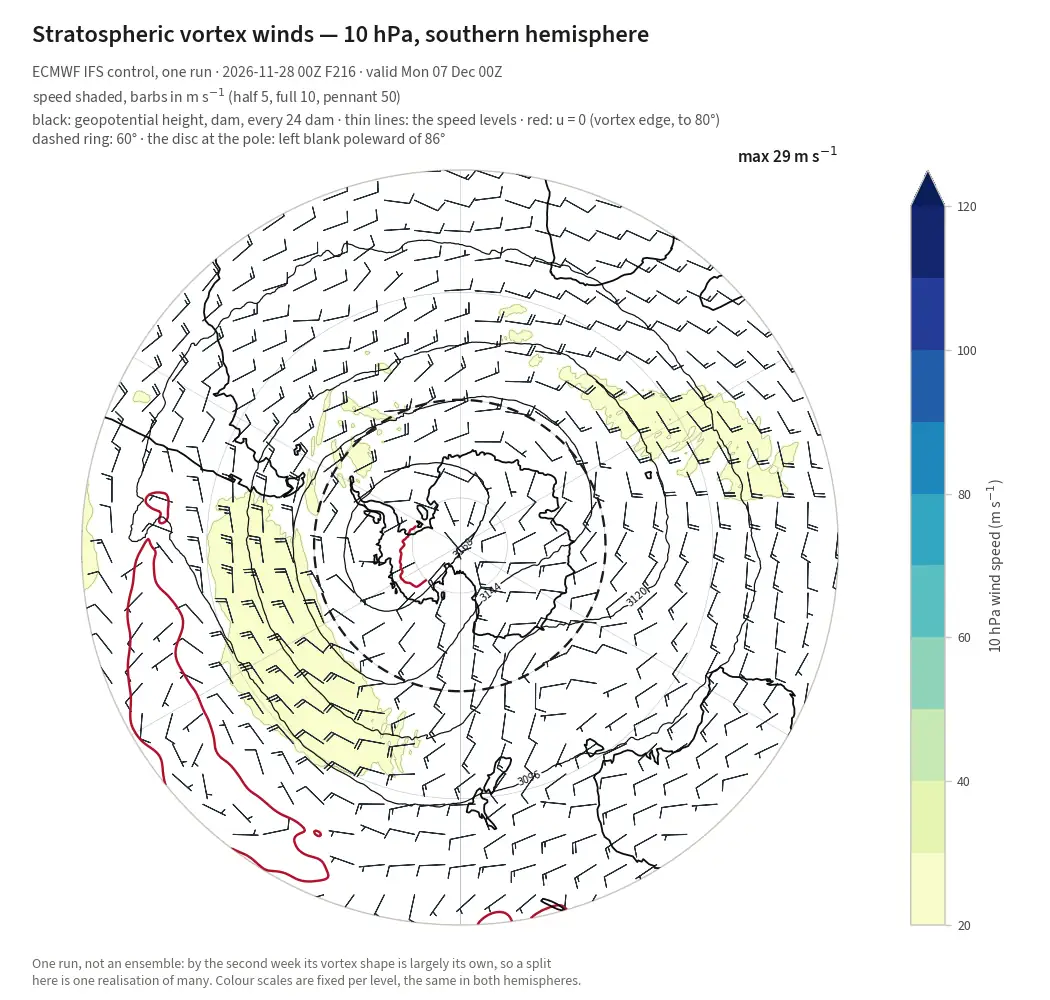 Stratospheric vortex winds — 10 hPa, southern hemisphere
ECMWF IFS control, one run · 2026-11-28 00Z F216 · valid Mon 07 Dec 00Z
speed shaded, barbs in m s⁻¹ (half 5, full 10, pennant 50)
black: geopotential height, dam, every 24 dam · thin lines: the speed levels · red: u = 0 (vortex edge, to 80°)
dashed ring: 60° · the disc at the pole: left blank poleward of 86°
max 29 m s⁻¹
120
100
80
60
40
20
10 hPa wind speed (m s⁻¹)
3168
3144
3120
3096
One run, not an ensemble: by the second week its vortex shape is largely its own, so a split
here is one realisation of many. Colour scales are fixed per level, the same in both hemispheres.